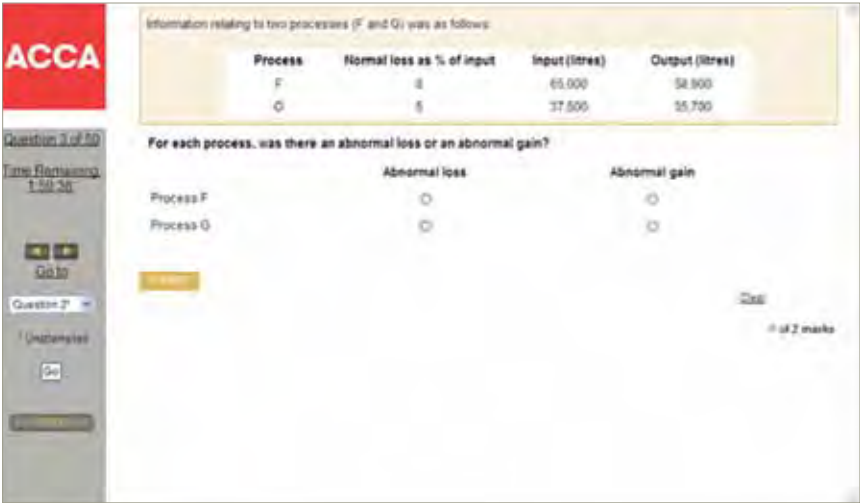 Information relating to two processes (F and G) was as follows:
Process Normal loss as % of input Input (litres) Output (litres)
F 8 65,000 58,900
G 5 37,500 35,700
ACCA
Question 3 of 50
Time Remaining
1:59:36
For each process, was there an abnormal loss or an abnormal gain?
Abnormal loss Abnormal gain
Process F
Process G
Go to
Question 2*
Clear
* Unattempted
of 2 marks
Go